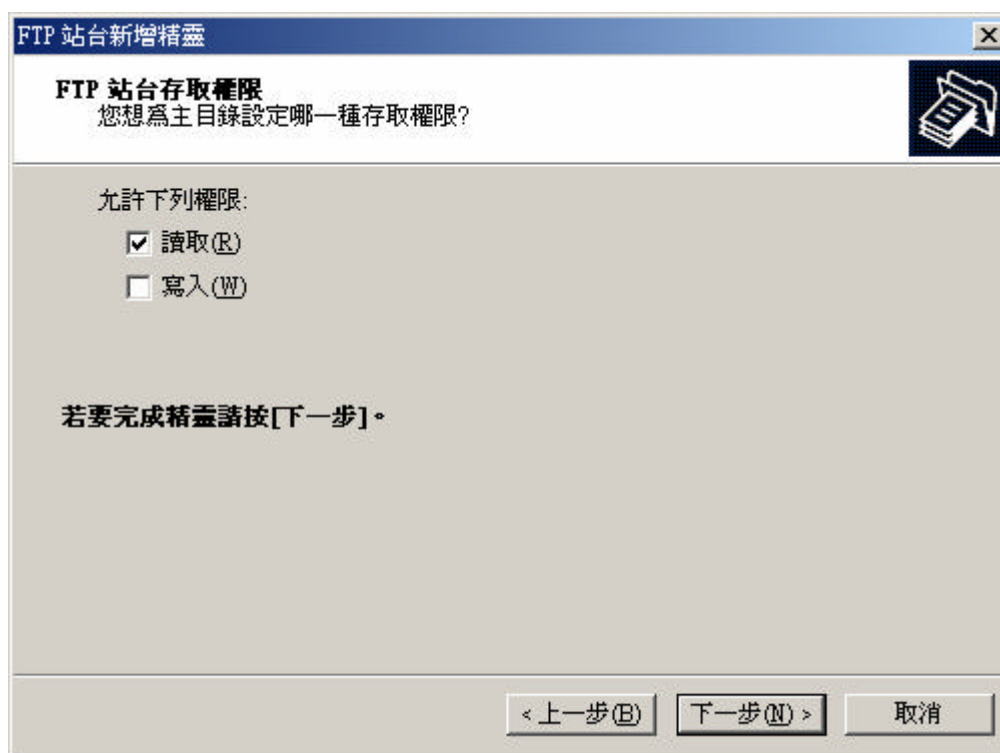 FTP 站台新增精靈
FTP 站台存取權限
您想爲主目錄設定哪一種存取權限?
允許下列權限:
讀取(R)
寫入(W)
若要完成精靈請按[下一步]。
<上一步(B)
下一步(N)>
取消